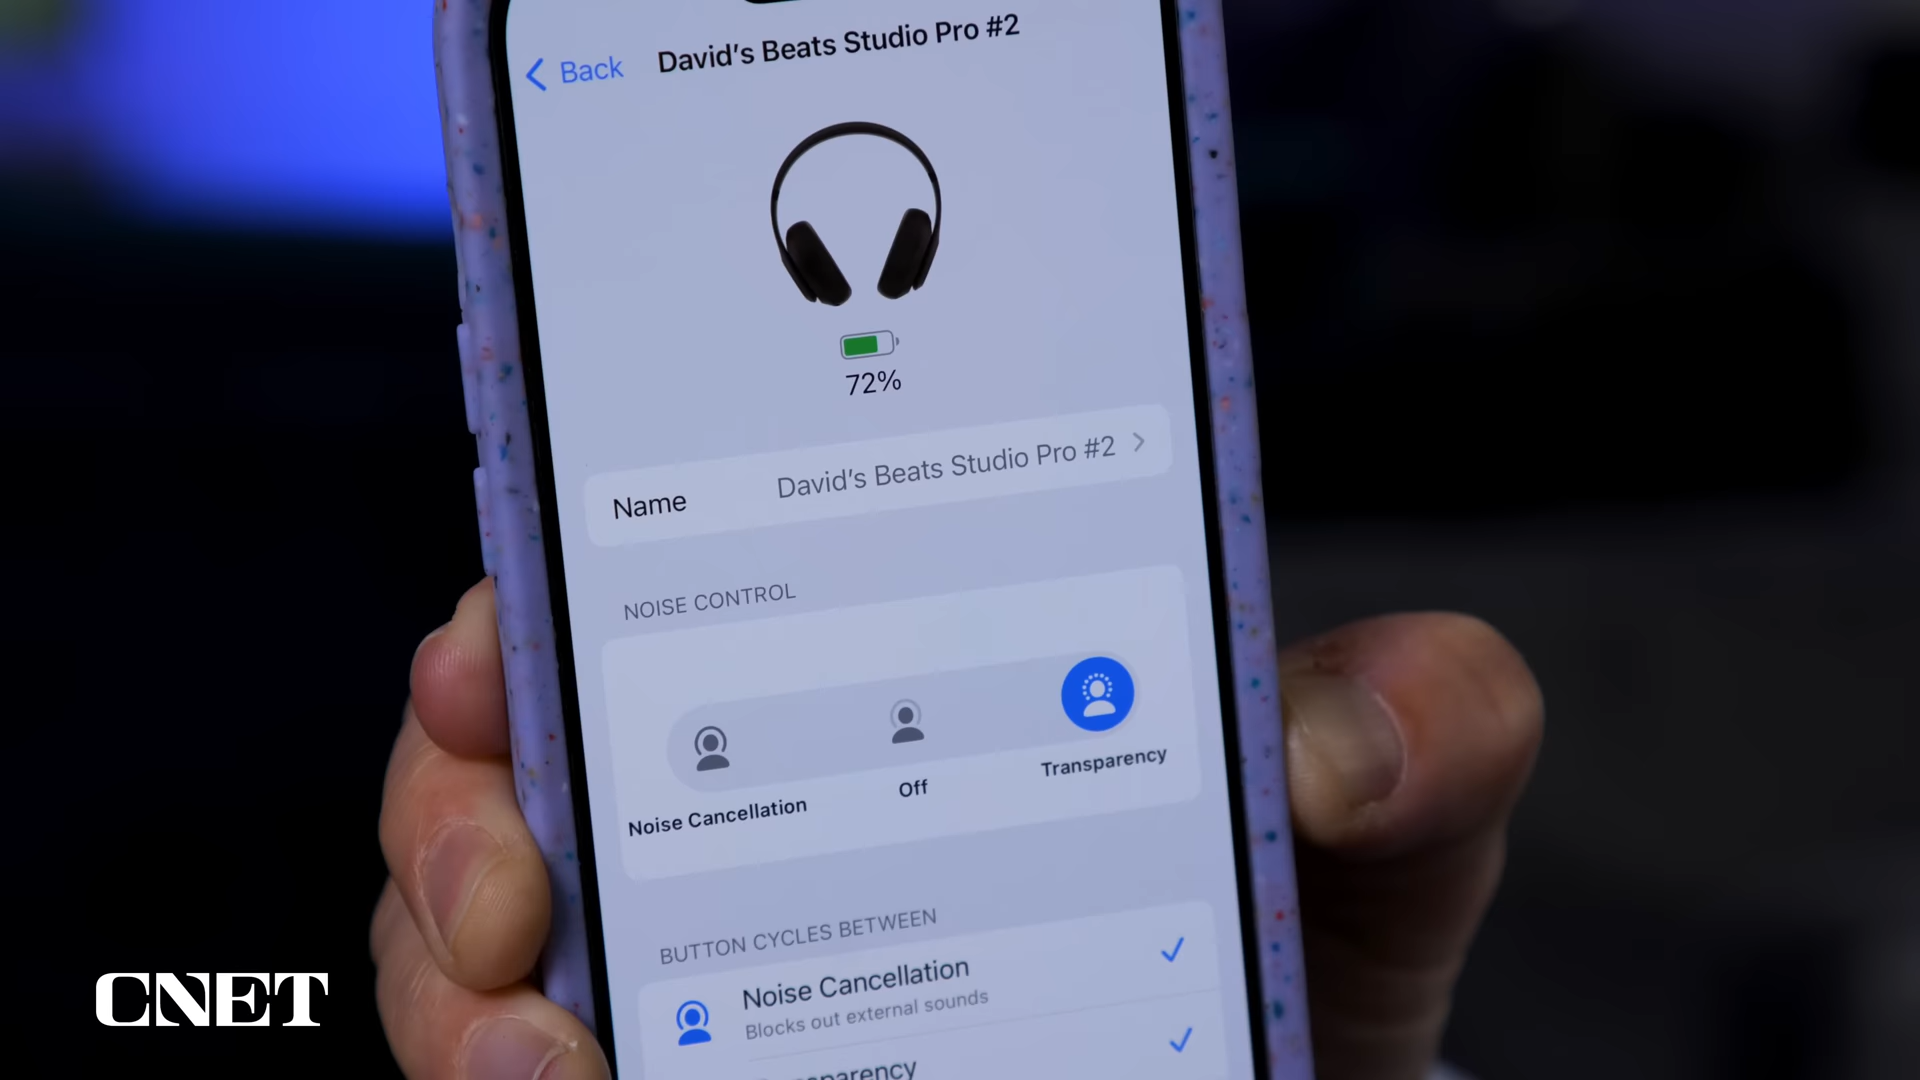 Back
David's Beats Studio Pro #2
72%
Name
David's Beats Studio Pro #2
NOISE CONTROL
Noise Cancellation
Off
Transparency
BUTTON CYCLES BETWEEN
Noise Cancellation
Blocks out external sounds
CNET